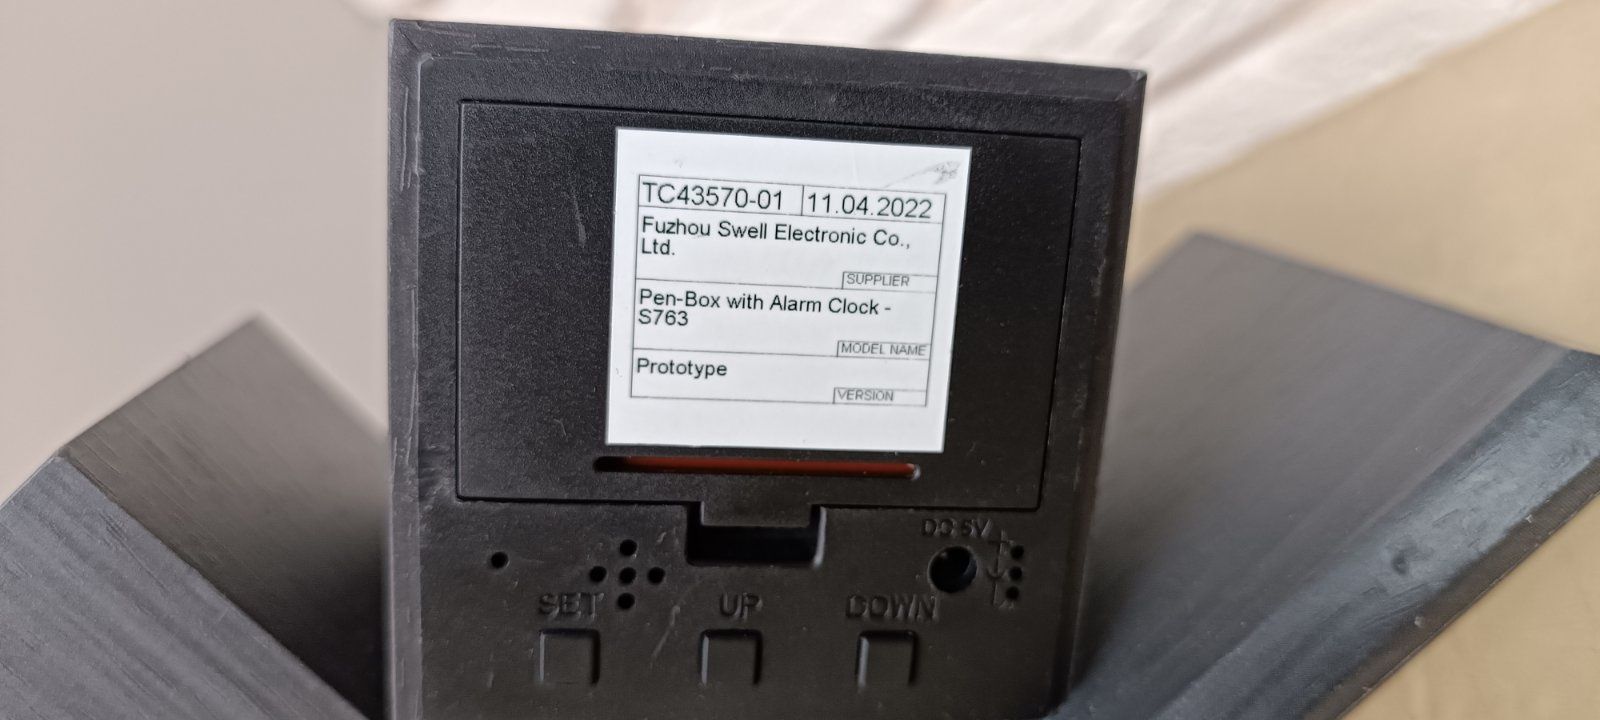 TC43570-01 11.04.2022
Fuzhou Swell Electronic Co.,
Ltd.
SUPPLIER
Pen-Box with Alarm Clock -
S763
MODEL NAME
Prototype
VERSION
DC 5V
SET UP DOWN